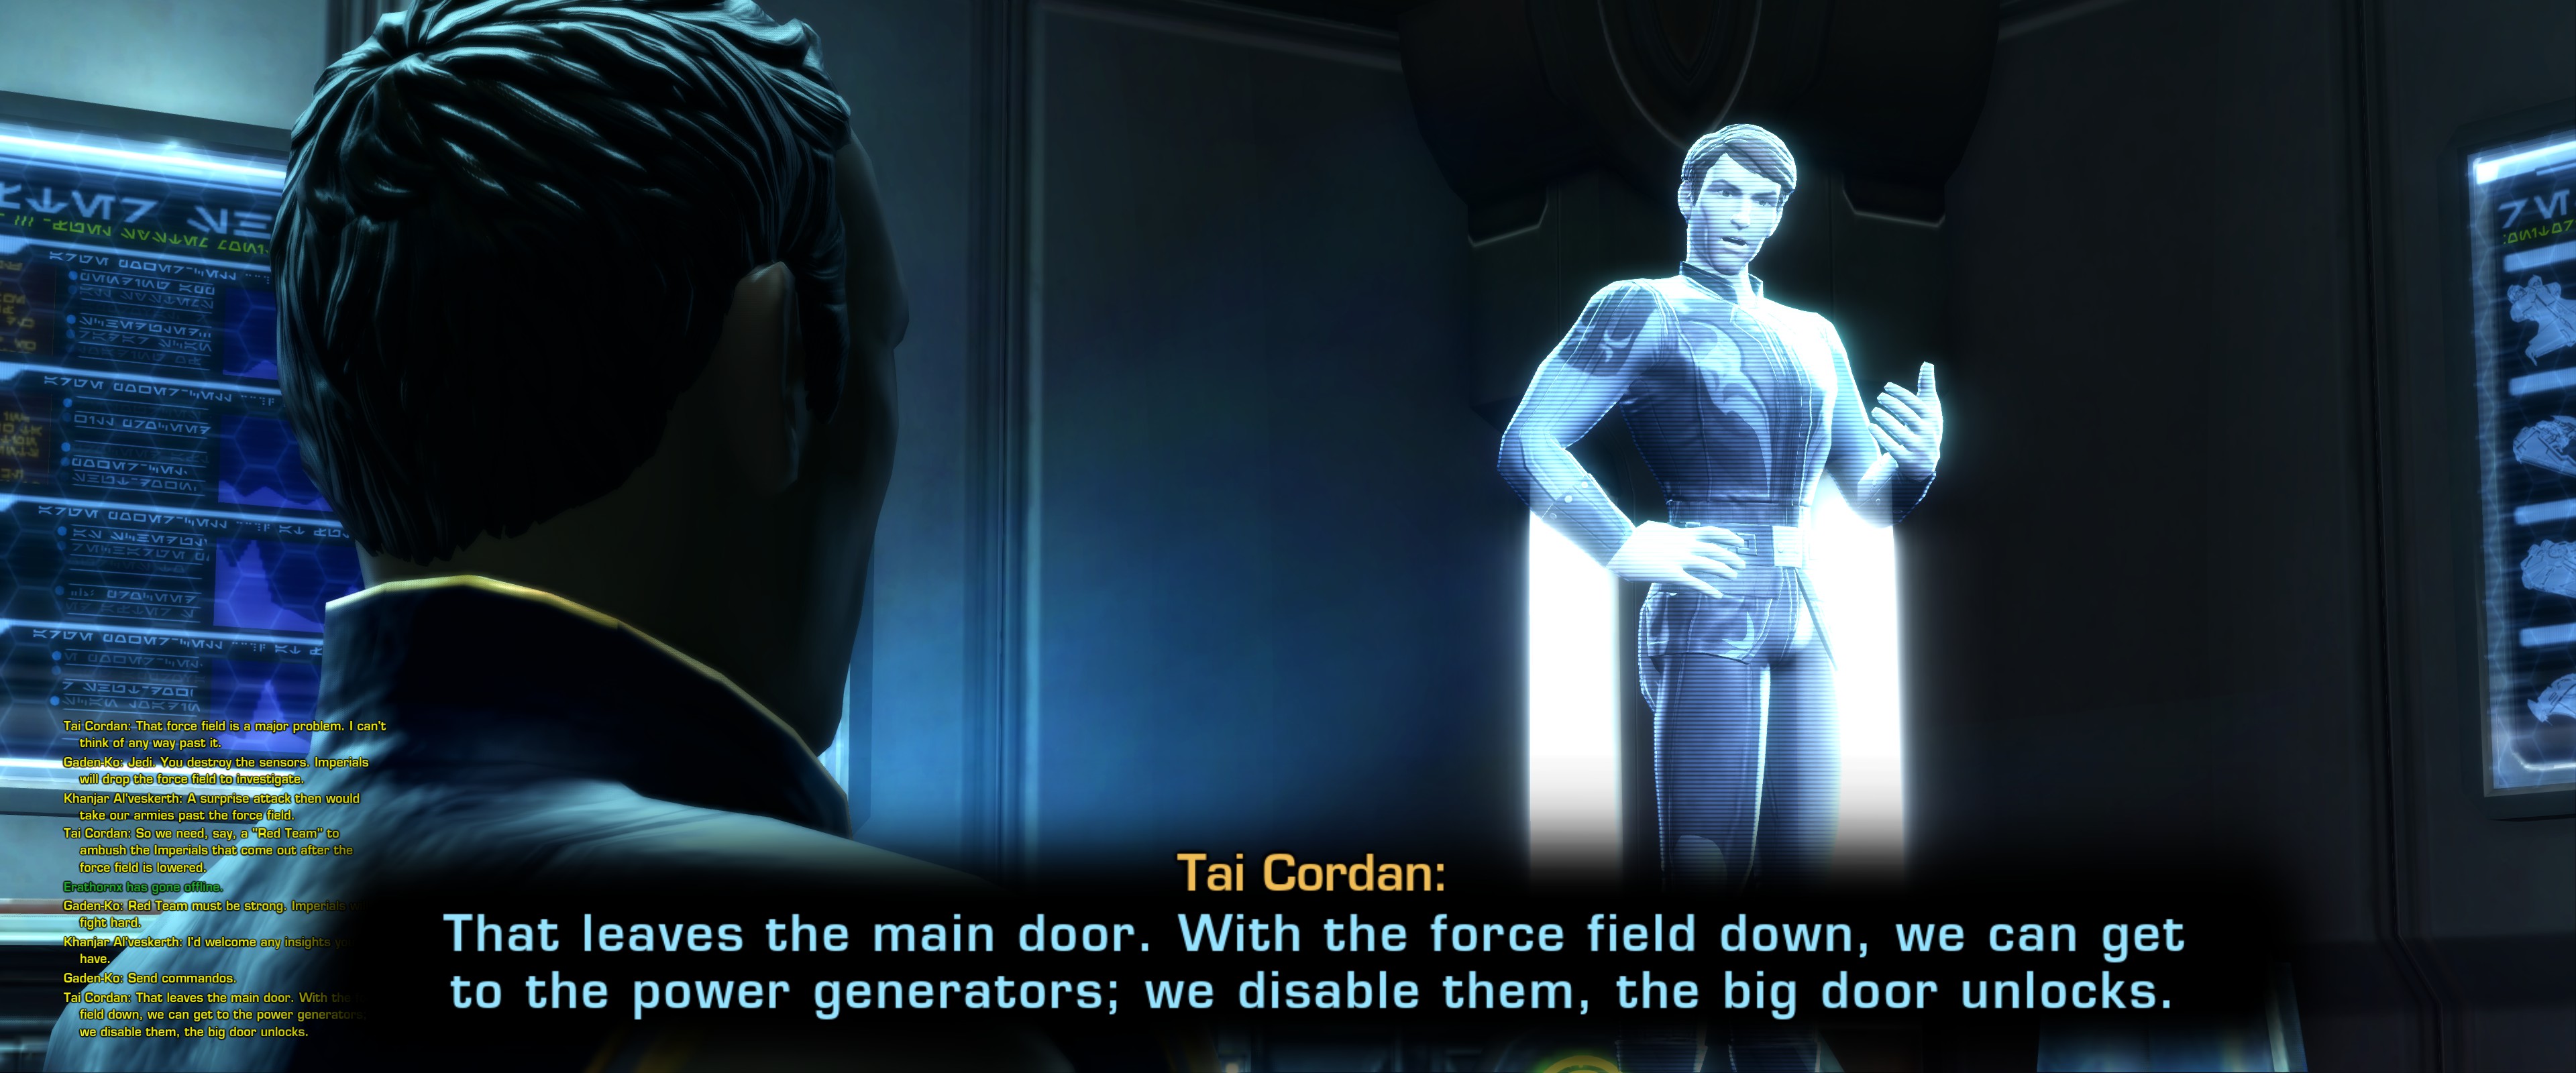 Tai Cordan: That force field is a major problem. I can't
think of any way past it.
Gaden-Ko: Jedi. You destroy the sensors. Imperials
will drop the force field to investigate.
Khanjar Al'veskerth: A surprise attack then would
take our armies past the force field.
Tai Cordan: So we need, say, a "Red Team" to
ambush the Imperials that come out after the
force field is lowered.
Erathornx has gone offline.
Gaden-Ko: Red Team must be strong. Imperials
fight hard.
Khanjar Al'veskerth: I'd welcome any insights
have.
Gaden-Ko: Send commandos.
Tai Cordan: That leaves the main door. With the
field down, we can get to the power generators;
we disable them, the big door unlocks.
Tai Cordan:
That leaves the main door. With the force field down, we can get
to the power generators; we disable them, the big door unlocks.